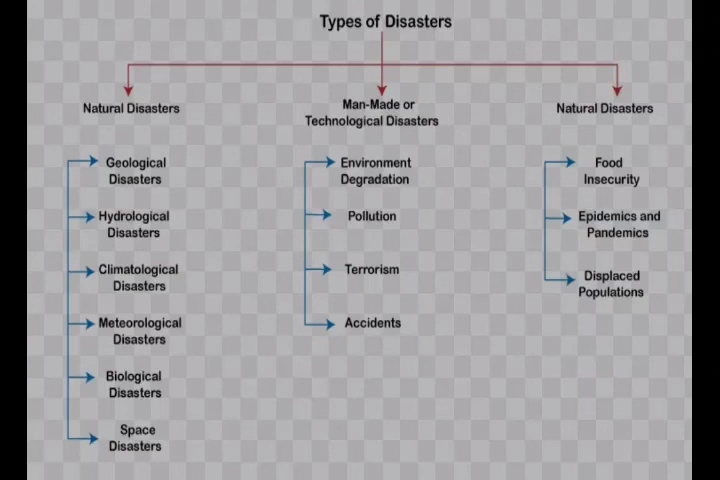 Types of Disasters
Natural Disasters
Geological
Disasters
Hydrological
Disasters
Climatological
Disasters
Meteorological
Disasters
Biological
Disasters
Space
Disasters
Man-Made or
Technological Disasters
Environment
Degradation
Pollution
Terrorism
Accidents
Natural Disasters
Food
Insecurity
Epidemics and
Pandemics
Displaced
Populations